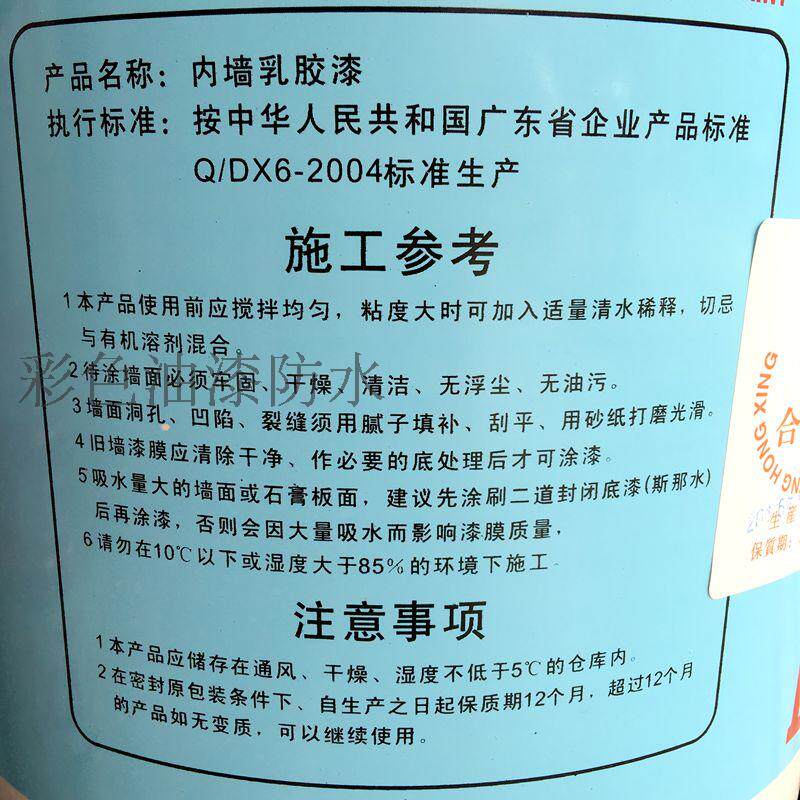 产品名称：内墙乳胶漆
执行标准：按中华人民共和国广东省企业产品标准
Q/DX6-2004标准生产
施工参考
1本产品使用前应搅拌均匀，粘度大时可加入适量清水稀释，切忌
与有机溶剂混合。
2待涂墙面必须牢固、干燥、清洁、无浮尘、无油污。
3墙面洞孔、凹陷、裂缝须用腻子填补、刮平、用砂纸打磨光滑。
4旧墙漆膜应清除干净、作必要的底处理后才可涂漆。
5吸水量大的墙面或石膏板面，建议先涂刷二道封闭底漆(斯那水)
后再涂漆，否则会因大量吸水而影响漆膜质量，
6请勿在10℃以下或湿度大于85%的环境下施工
注意事项
1本产品应储存在通风、干燥、湿度不低于5℃的仓库内。
2在密封原包装条件下、自生产之日起保质期12个月，超过12个月
的产品如无变质，可以继续使用。
彩色油漆防水
HONG XING
合
生産
保質期：